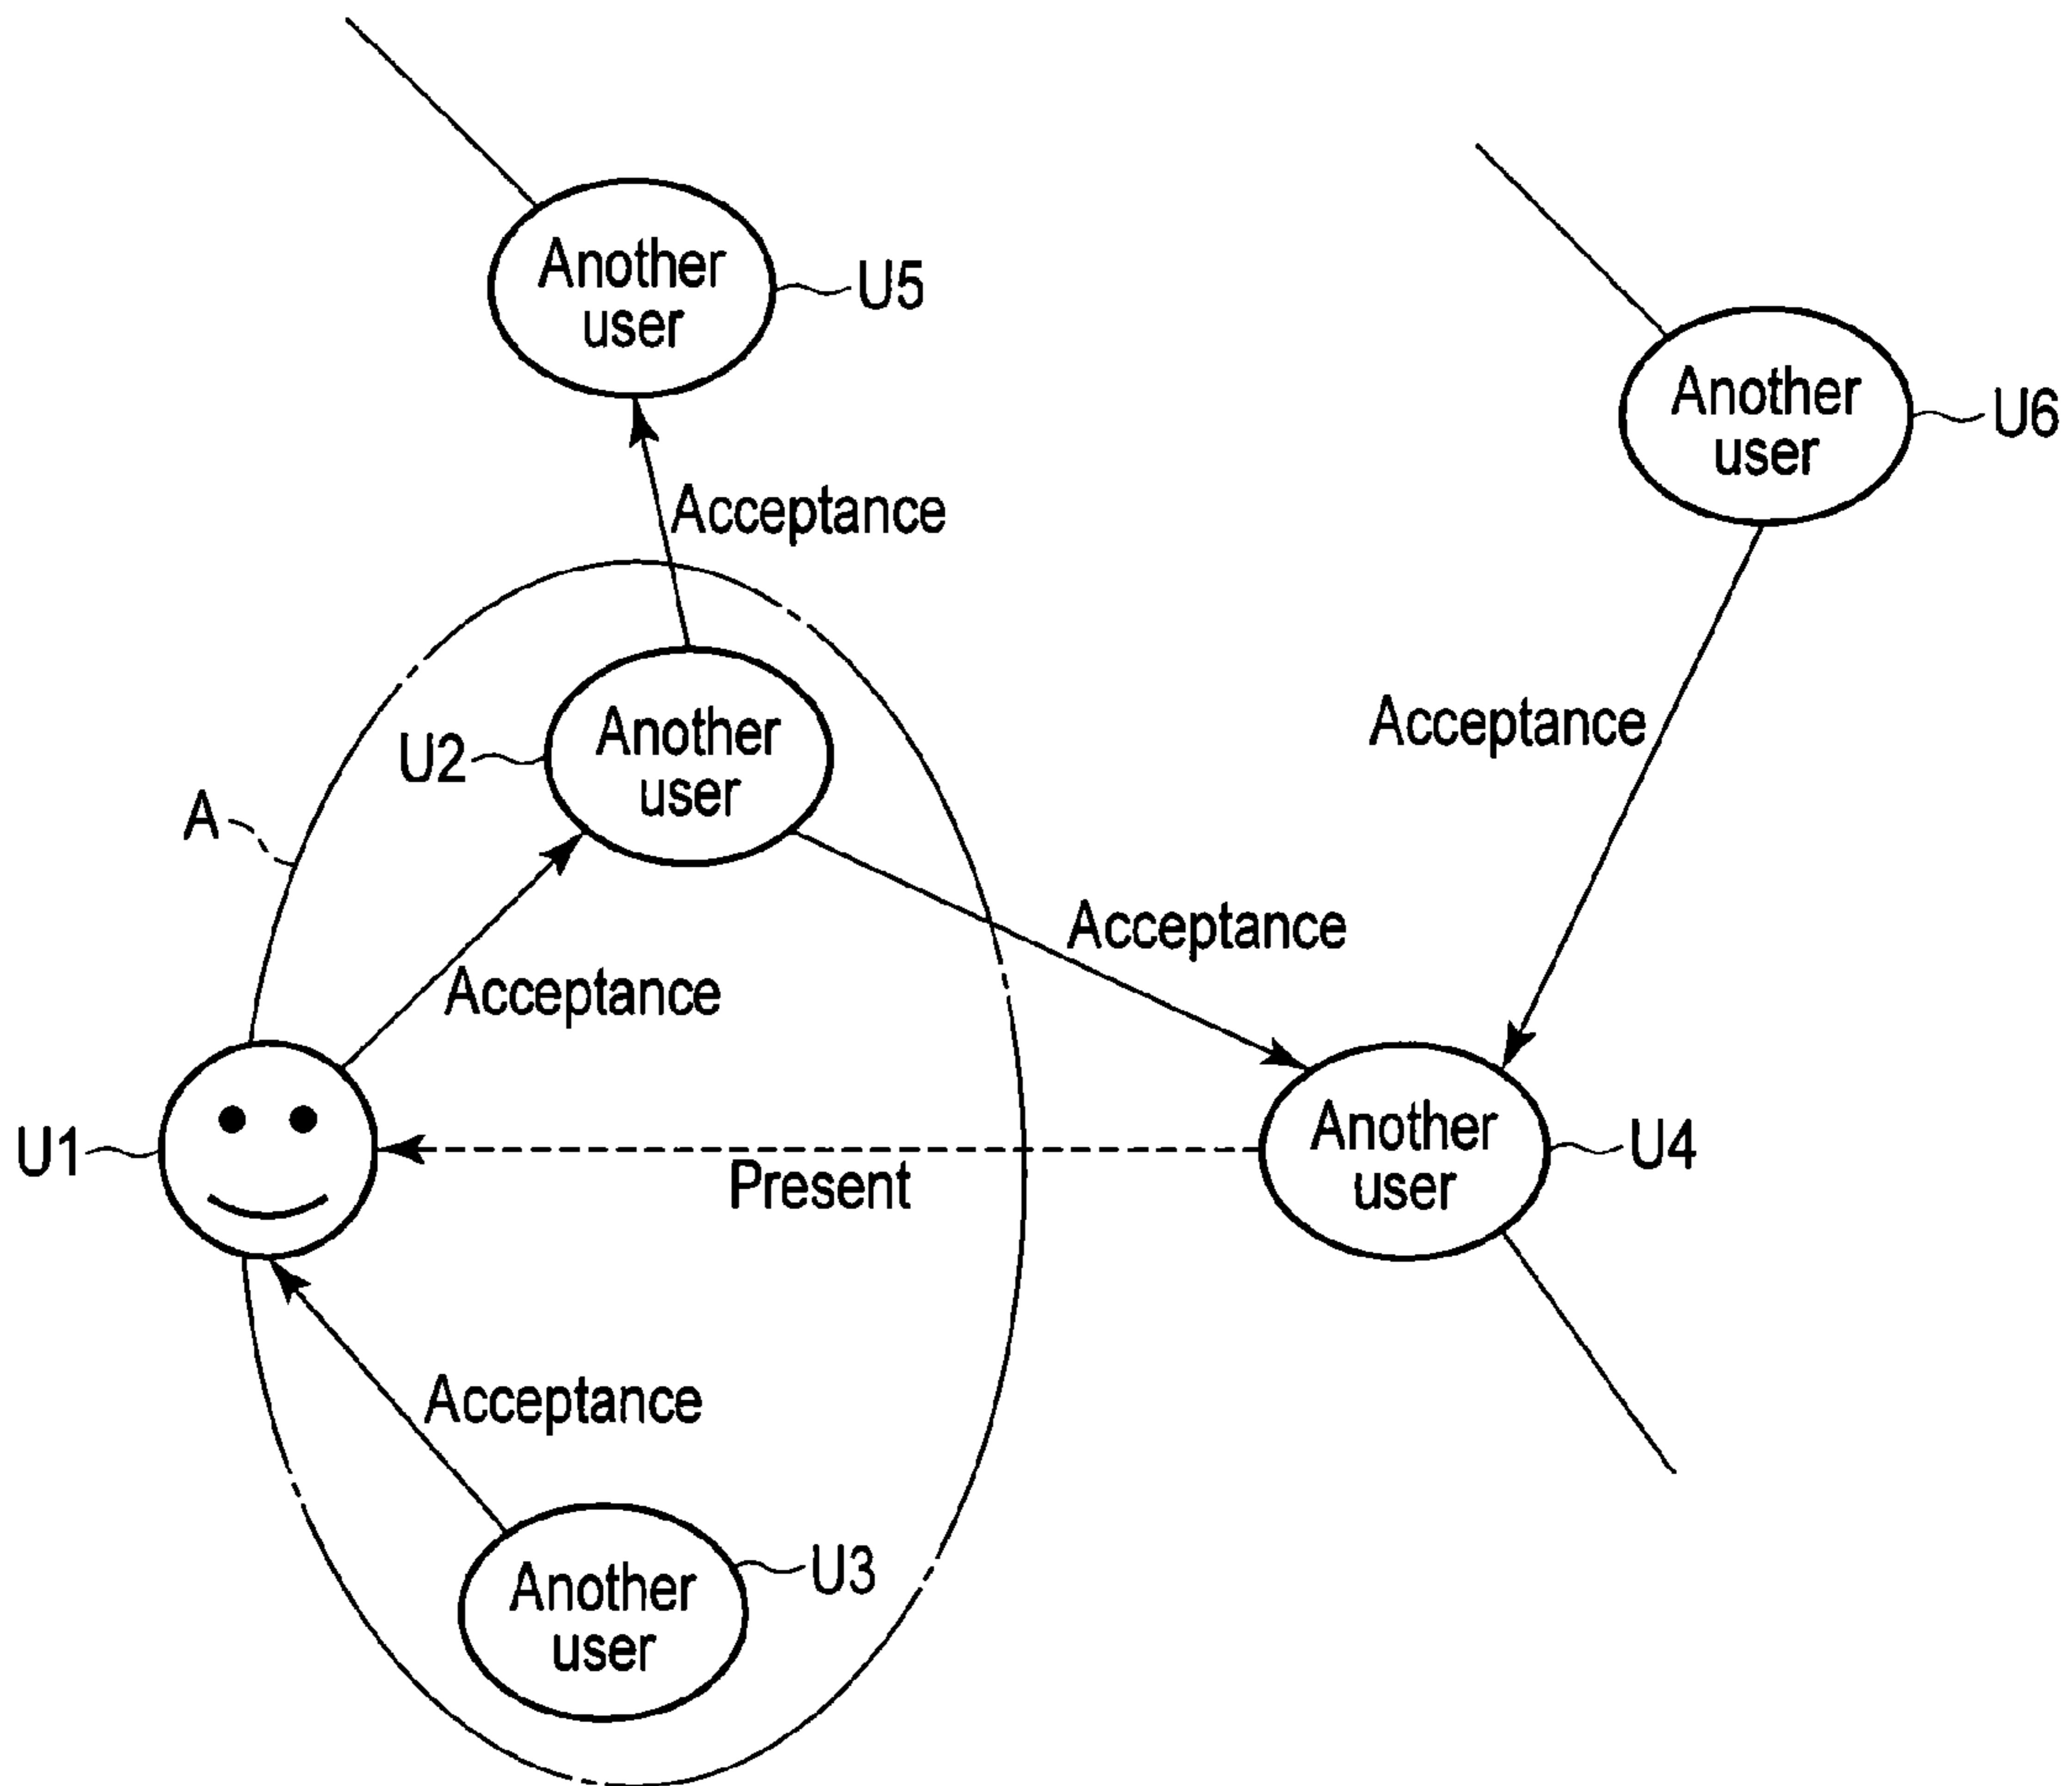 Another
user
U5
Another
user
U6
Acceptance
Another
user
U2
Acceptance
A
Acceptance
Acceptance
Another
user
U4
U1
Present
Acceptance
Another
user
U3